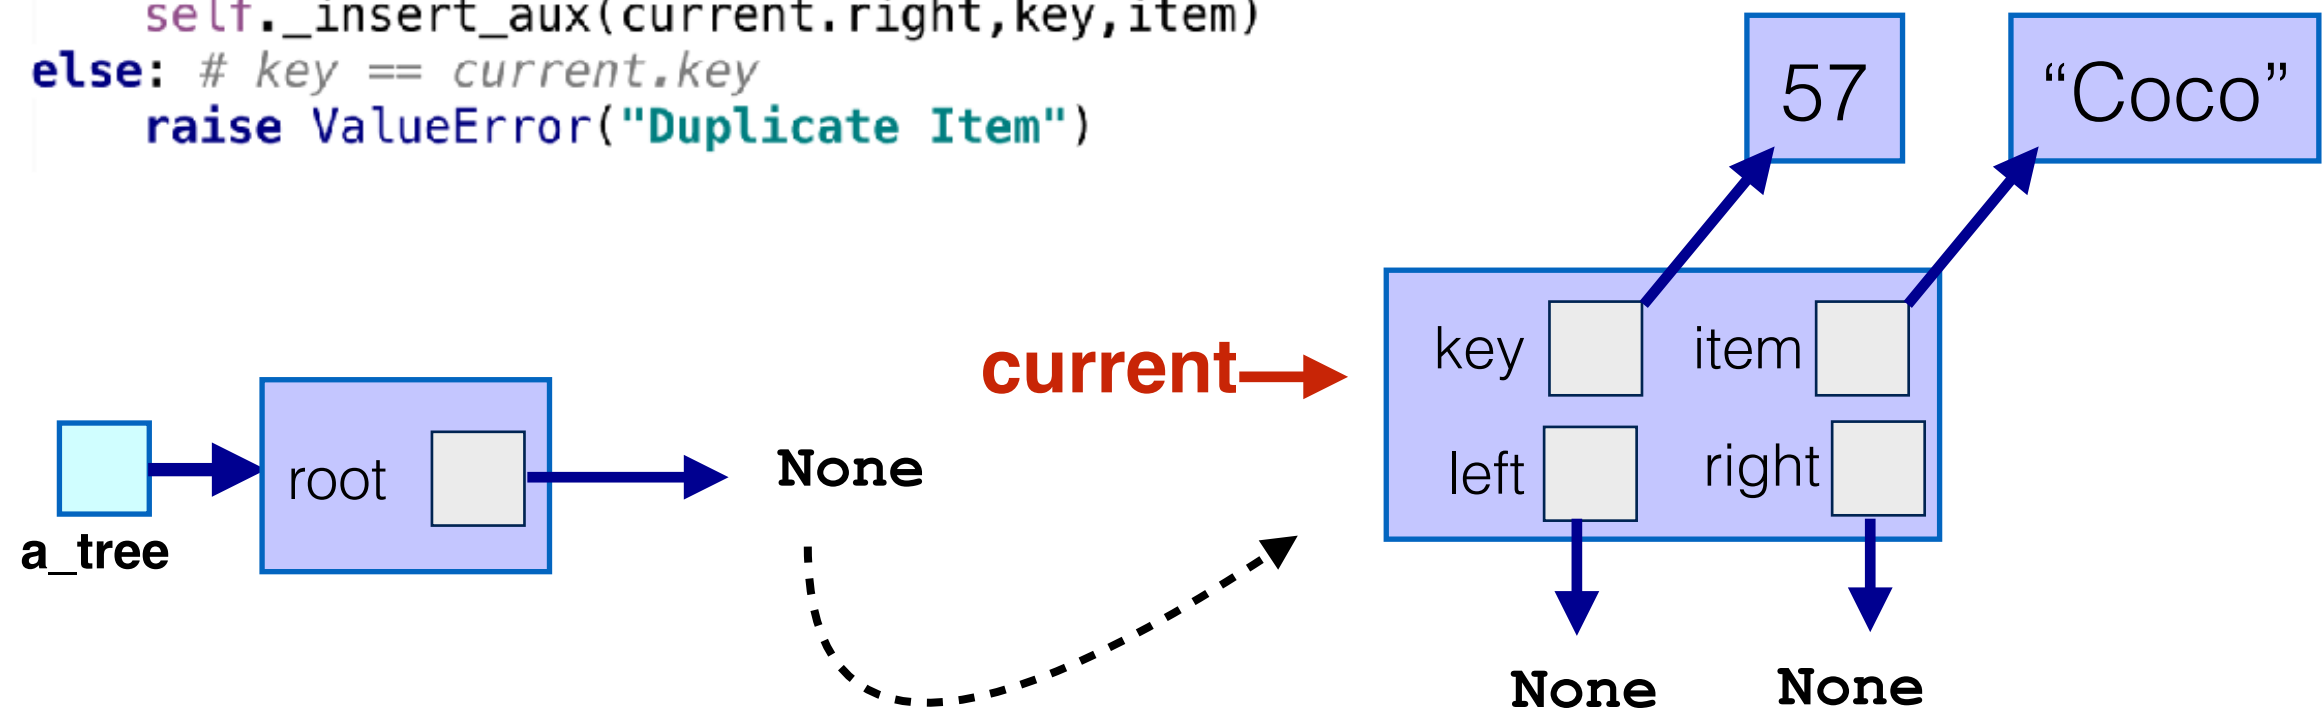 self._insert_aux(current.right,key,item)
else: # key == current.key
raise ValueError("Duplicate Item")
57
“Coco”
current
key
item
left
right
root
None
a_tree
None
None